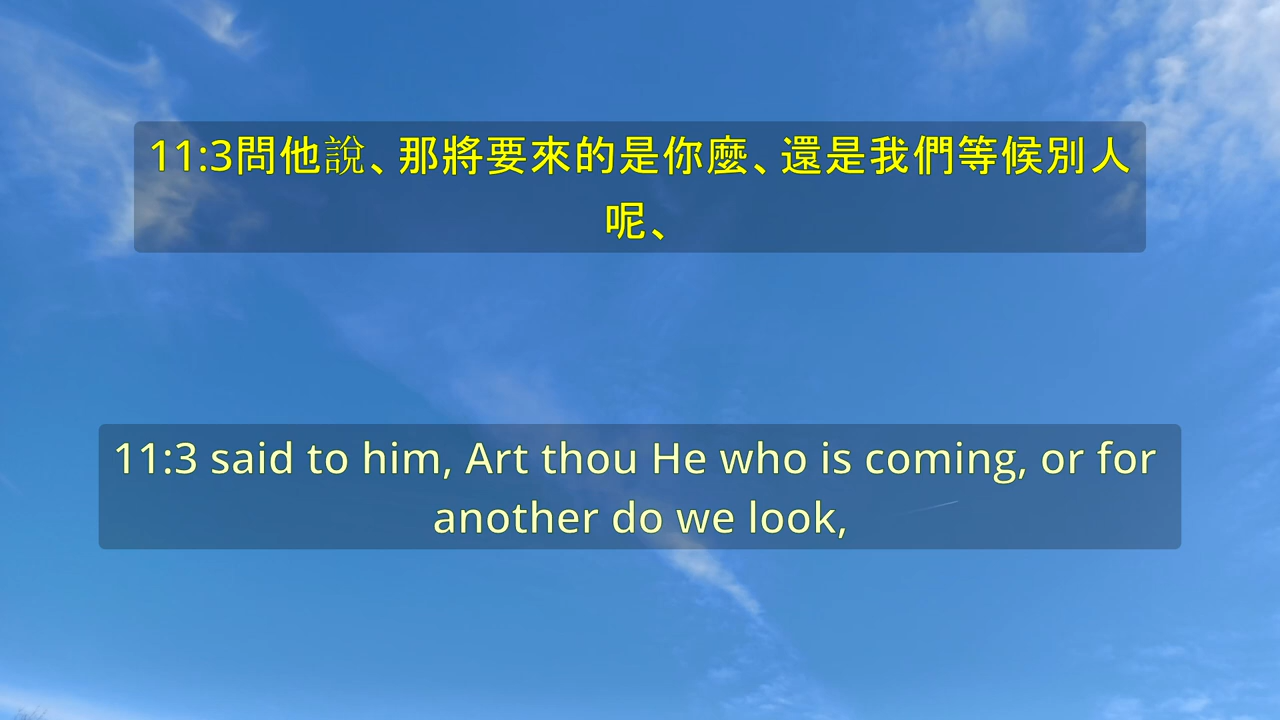 11:3問他說、那將要來的是你麼、還是我們等候別人
呢、
11:3 said to him, Art thou He who is coming, or for
another do we look,